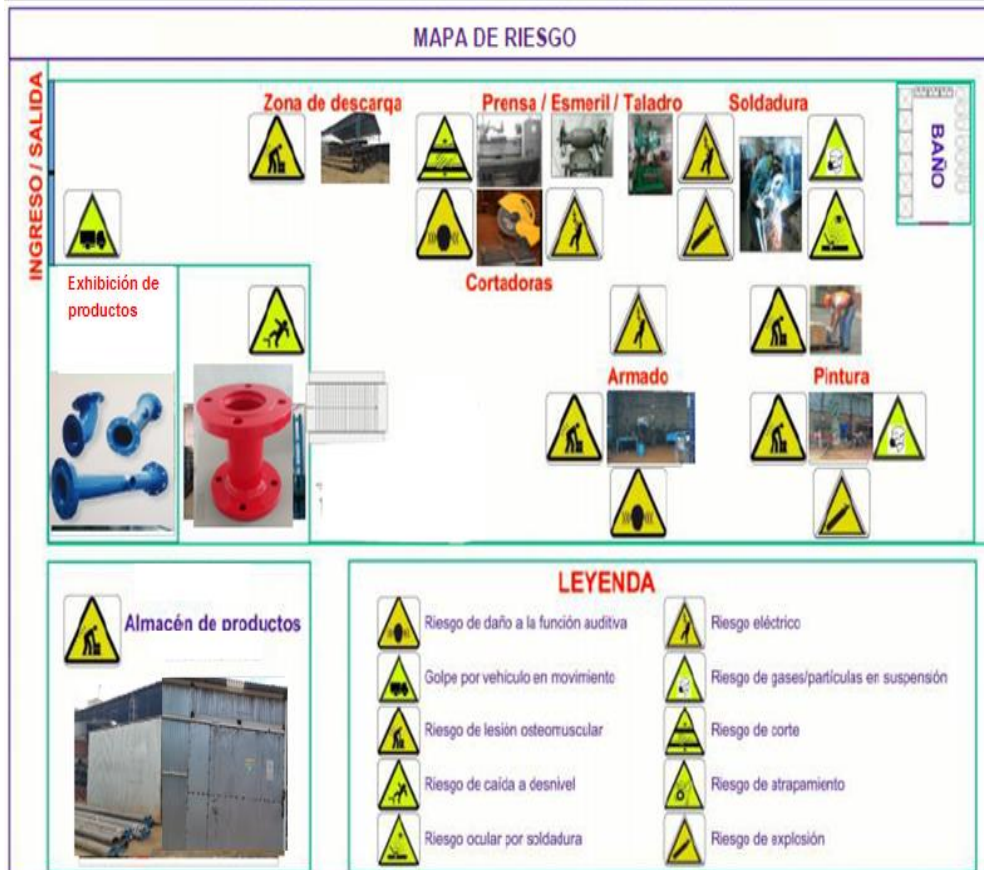 MAPA DE RIESGO
INGRESO / SALIDA
Zona de descarga
Prensa / Esmeril / Taladro
Soldadura
BAÑO
Cortadoras
Exhibición de
productos
Armado
Pintura
Almacén de productos
LEYENDA
Riesgo de daño a la función auditiva
Riesgo eléctrico
Golpe por vehículo en movimiento
Riesgo de gases/partículas en suspensión
Riesgo de lesión osteomuscular
Riesgo de corte
Riesgo de caída a desnivel
Riesgo de atrapamiento
Riesgo ocular por soldadura
Riesgo de explosión